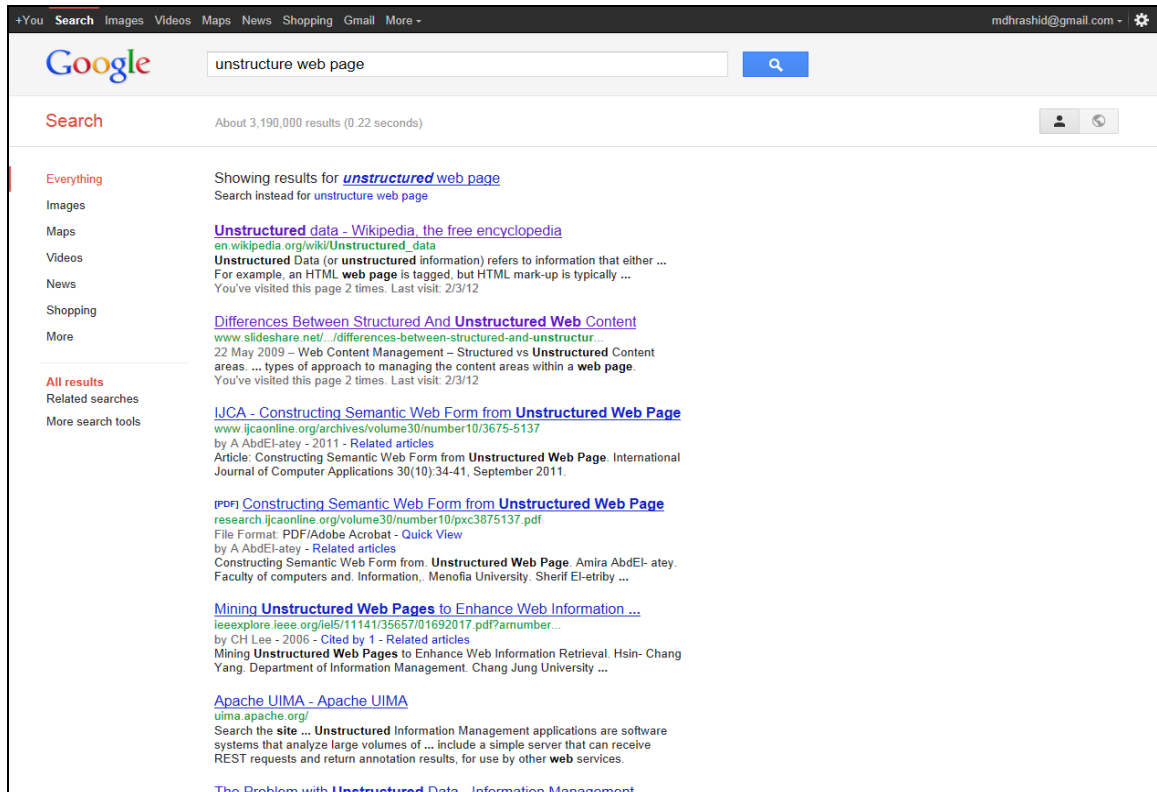 +You Search Images Videos Maps News Shopping Gmail More
mdhrashid@gmail.com
Google
unstructure web page
Search
About 3,190,000 results (0.22 seconds)
Everything
Images
Maps
Videos
News
Shopping
More
All results
Related searches
More search tools
Showing results for unstructured web page
Search instead for unstructure web page
Unstructured data - Wikipedia, the free encyclopedia
en.wikipedia.org/wiki/Unstructured_data
Unstructured Data (or unstructured information) refers to information that either ...
For example, an HTML web page is tagged, but HTML mark-up is typically ...
You've visited this page 2 times. Last visit: 2/3/12
Differences Between Structured And Unstructured Web Content
www.slideshare.net/.../differences-between-structured-and-unstructur...
22 May 2009 – Web Content Management – Structured vs Unstructured Content
areas. ... types of approach to managing the content areas within a web page.
You've visited this page 2 times. Last visit: 2/3/12
IJCA - Constructing Semantic Web Form from Unstructured Web Page
www.ijcaonline.org/archives/volume30/number10/3675-5137
by A AbdEl-atey - 2011 - Related articles
Article: Constructing Semantic Web Form from Unstructured Web Page. International
Journal of Computer Applications 30(10):34-41, September 2011.
[PDF] Constructing Semantic Web Form from Unstructured Web Page
research.ijcaonline.org/volume30/number10/pxc3875137.pdf
File Format: PDF/Adobe Acrobat - Quick View
by A AbdEl-atey - Related articles
Constructing Semantic Web Form from. Unstructured Web Page. Amira AbdEl- atey.
Faculty of computers and. Information,. Menofia University. Sherif El-etriby ...
Mining Unstructured Web Pages to Enhance Web Information ...
ieeexplore.ieee.org/iel5/11141/35657/01692017.pdf?arnumber...
by CH Lee - 2006 - Cited by 1 - Related articles
Mining Unstructured Web Pages to Enhance Web Information Retrieval. Hsin- Chang
Yang. Department of Information Management. Chang Jung University ...
Apache UIMA - Apache UIMA
uima.apache.org/
Search the site ... Unstructured Information Management applications are software
systems that analyze large volumes of ... include a simple server that can receive
REST requests and return annotation results, for use by other web services.
The Problem with Unstructured Data - Information Management